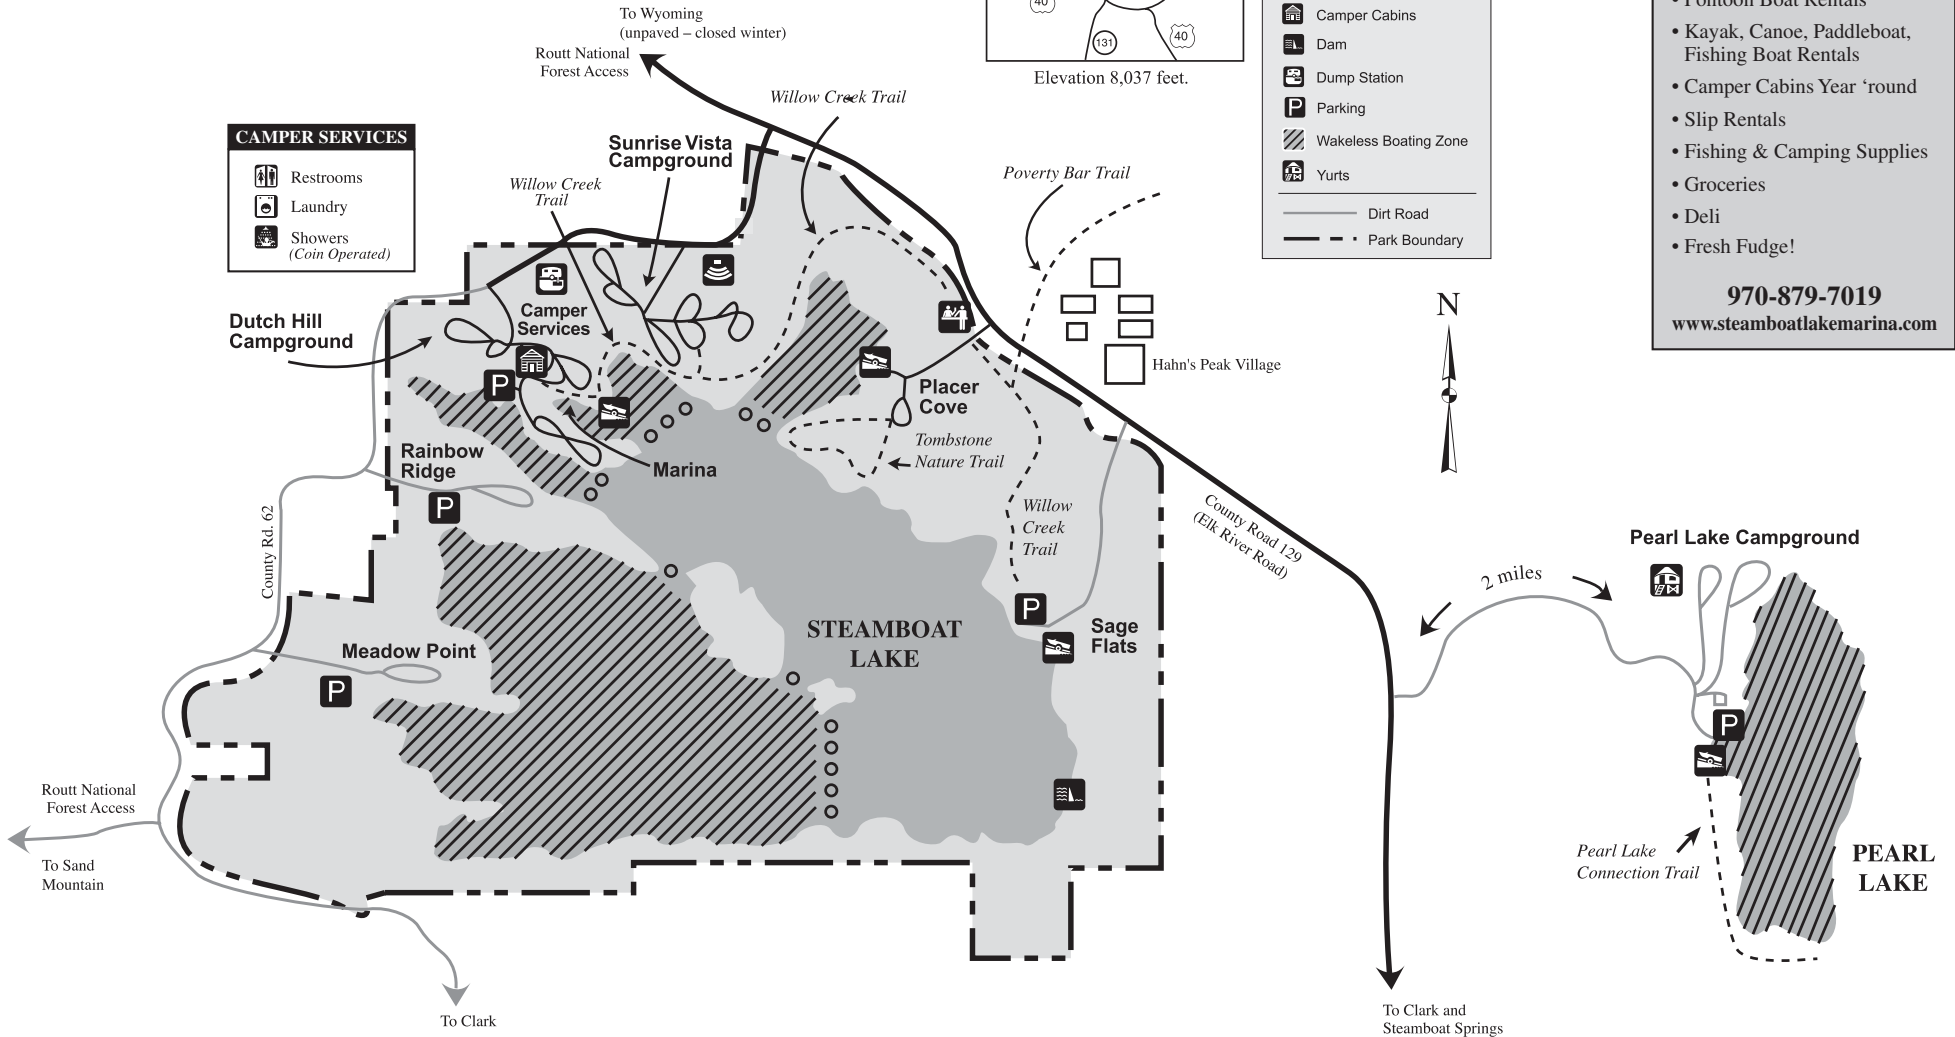 To Wyoming
(unpaved – closed winter)
Routt National
Forest Access
40
131
40
Elevation 8,037 feet.
Camper Cabins
Dam
Dump Station
P Parking
Wakeless Boating Zone
Yurts
Dirt Road
Park Boundary
• Pontoon Boat Rentals
• Kayak, Canoe, Paddleboat,
Fishing Boat Rentals
• Camper Cabins Year ‘round
• Slip Rentals
• Fishing & Camping Supplies
• Groceries
• Deli
• Fresh Fudge!
970-879-7019
www.steamboatlakemarina.com
CAMPER SERVICES
Restrooms
Laundry
Showers
(Coin Operated)
Willow Creek Trail
Sunrise Vista
Campground
Willow Creek
Trail
Poverty Bar Trail
Dutch Hill
Campground
Camper
Services
P
Hahn's Peak Village
Placer
Cove
Tombstone
Nature Trail
N
Rainbow
Ridge
P
Marina
Willow
Creek
Trail
County Rd. 62
County Road 129
(Elk River Road)
Meadow Point
P
STEAMBOAT
LAKE
P
Sage
Flats
Pearl Lake Campground
2 miles
P
Pearl Lake
Connection Trail
PEARL
LAKE
Routt National
Forest Access
To Sand
Mountain
To Clark
To Clark and
Steamboat Springs